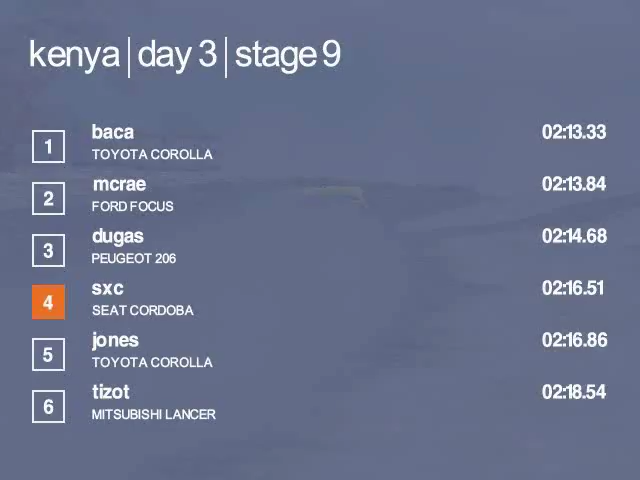 kenya|day 3|stage 9
1
baca
02:13.33
TOYOTA COROLLA
2
mcrae
02:13.84
FORD FOCUS
3
dugas
02:14.68
PEUGEOT 206
4
sxc
02:16.51
SEAT CORDOBA
5
jones
02:16.86
TOYOTA COROLLA
6
tizot
02:18.54
MITSUBISHI LANCER